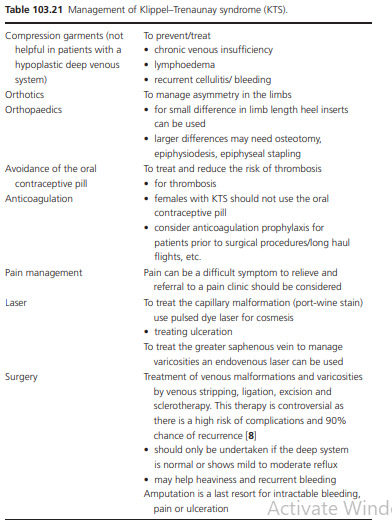 Table 103.21 Management of Klippel–Trenaunay syndrome (KTS).
Compression garments (not helpful in patients with a hypoplastic deep venous system)
To prevent/treat
• chronic venous insufficiency
• lymphoedema
• recurrent cellulitis/ bleeding
Orthotics
To manage asymmetry in the limbs
Orthopaedics
• for small difference in limb length heel inserts
can be used
• larger differences may need osteotomy,
epiphysiodesis, epiphyseal stapling
Avoidance of the oral
contraceptive pill
To treat and reduce the risk of thrombosis
• for thrombosis
Anticoagulation
• females with KTS should not use the oral
contraceptive pill
• consider anticoagulation prophylaxis for
patients prior to surgical procedures/long haul
flights, etc.
Pain management
Pain can be a difficult symptom to relieve and
referral to a pain clinic should be considered
Laser
To treat the capillary malformation (port-wine stain)
use pulsed dye laser for cosmesis
• treating ulceration
To treat the greater saphenous vein to manage
varicosities an endovenous laser can be used
Surgery
Treatment of venous malformations and varicosities
by venous stripping, ligation, excision and
sclerotherapy. This therapy is controversial as
there is a high risk of complications and 90%
chance of recurrence [8]
• should only be undertaken if the deep system
is normal or shows mild to moderate reflux
• may help heaviness and recurrent bleeding
Amputation is a last resort for intractable bleeding,
pain or ulceration
Activate Wind